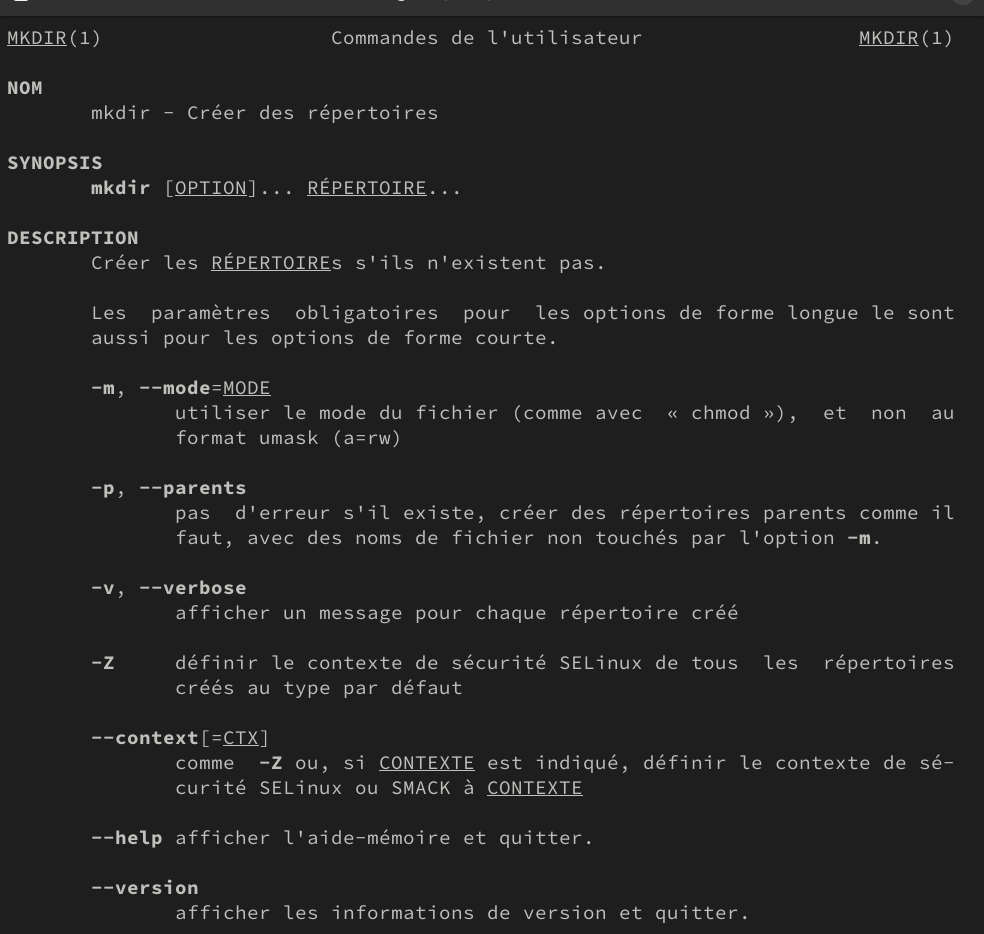 MKDIR(1) Commandes de l'utilisateur MKDIR(1)
NOM
mkdir - Créer des répertoires
SYNOPSIS
mkdir [OPTION]... RÉPERTOIRE...
DESCRIPTION
Créer les RÉPERTOIREs s'ils n'existent pas.
Les paramètres obligatoires pour les options de forme longue le sont
aussi pour les options de forme courte.
-m, --mode=MODE
utiliser le mode du fichier (comme avec « chmod »), et non au
format umask (a=rw)
-p, --parents
pas d'erreur s'il existe, créer des répertoires parents comme il
faut, avec des noms de fichier non touchés par l'option -m.
-v, --verbose
afficher un message pour chaque répertoire créé
-Z définir le contexte de sécurité SELinux de tous les répertoires
créés au type par défaut
--context[=CTX]
comme -Z ou, si CONTEXTE est indiqué, définir le contexte de sé-
curité SELinux ou SMACK à CONTEXTE
--help afficher l'aide-mémoire et quitter.
--version
afficher les informations de version et quitter.